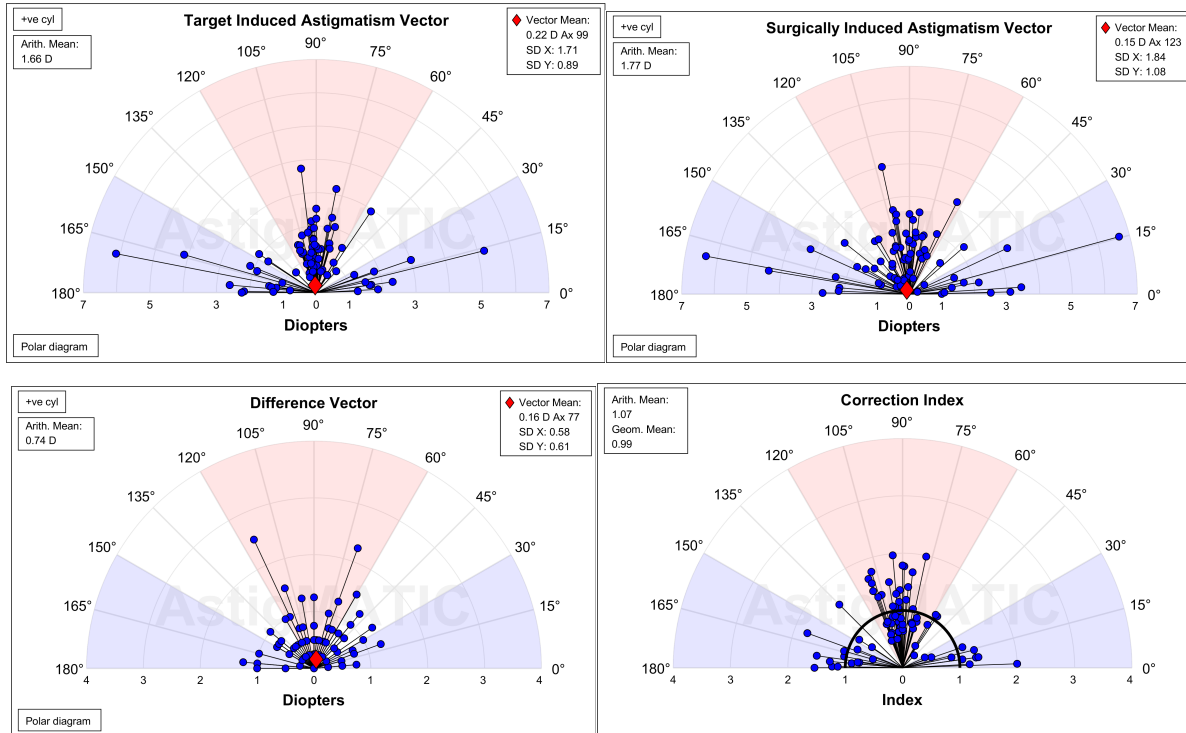 +ve cyl
Target Induced Astigmatism Vector
Vector Mean:
0.22 D Ax 99
SD X: 1.71
SD Y: 0.89
Arith. Mean:
1.66 D
90°
105°
75°
120°
60°
135°
45°
150°
30°
165°
15°
180°
0°
AstigMATIC
7 5 3 1 0 1 3 5 7
Diopters
Polar diagram
+ve cyl
Surgically Induced Astigmatism Vector
Vector Mean:
0.15 D Ax 123
SD X: 1.84
SD Y: 1.08
Arith. Mean:
1.77 D
90°
105°
75°
120°
60°
135°
45°
150°
30°
165°
15°
180°
0°
AstigMATIC
7 5 3 1 0 1 3 5 7
Diopters
Polar diagram
+ve cyl
Difference Vector
Vector Mean:
0.16 D Ax 77
SD X: 0.58
SD Y: 0.61
Arith. Mean:
0.74 D
90°
105°
75°
120°
60°
135°
45°
150°
30°
165°
15°
180°
0°
AstigMATIC
4 3 2 1 0 1 2 3 4
Diopters
Polar diagram
Arith. Mean:
1.07
Geom. Mean:
0.99
Correction Index
90°
105°
75°
120°
60°
135°
45°
150°
30°
165°
15°
180°
0°
AstigMATIC
4 3 2 1 0 1 2 3 4
Index